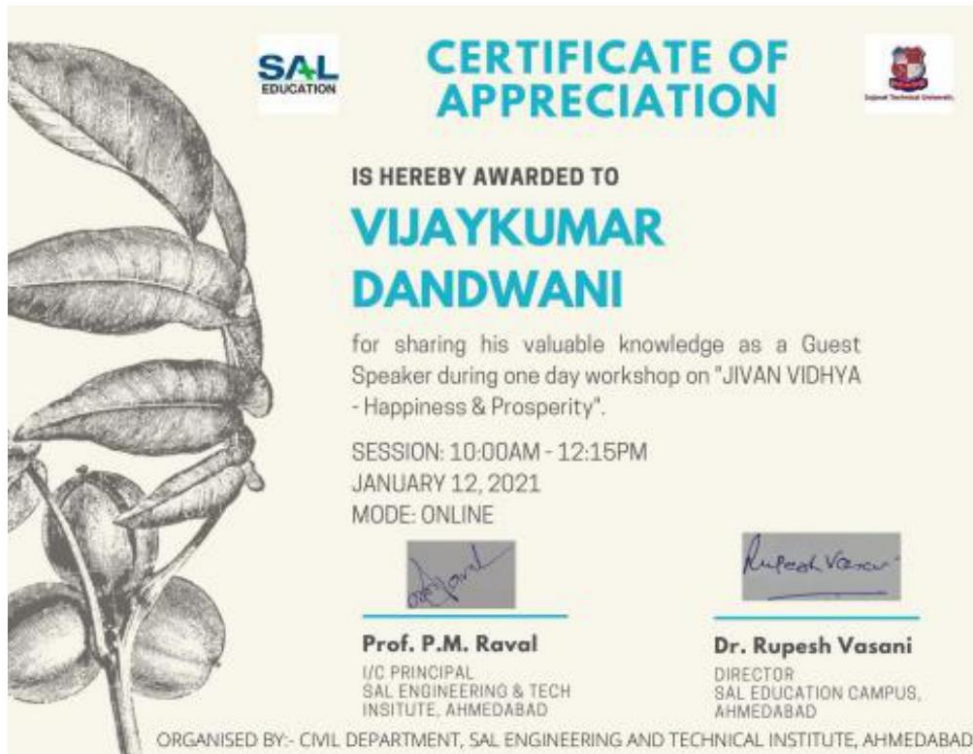 SAL
EDUCATION
CERTIFICATE OF
APPRECIATION
IS HEREBY AWARDED TO
VIJAYKUMAR
DANDWANI
for sharing his valuable knowledge as a Guest
Speaker during one day workshop on "JIVAN VIDHYA
- Happiness & Prosperity".
SESSION: 10:00AM - 12:15PM
JANUARY 12, 2021
MODE: ONLINE
Rupesh Vasani
Prof. P.M. Raval
I/C PRINCIPAL
SAL ENGINEERING & TECH
INSITUTE, AHMEDABAD
Dr. Rupesh Vasani
DIRECTOR
SAL EDUCATION CAMPUS,
AHMEDABAD
ORGANISED BY:- CIVIL DEPARTMENT, SAL ENGINEERING AND TECHNICAL INSTITUTE, AHMEDABAD